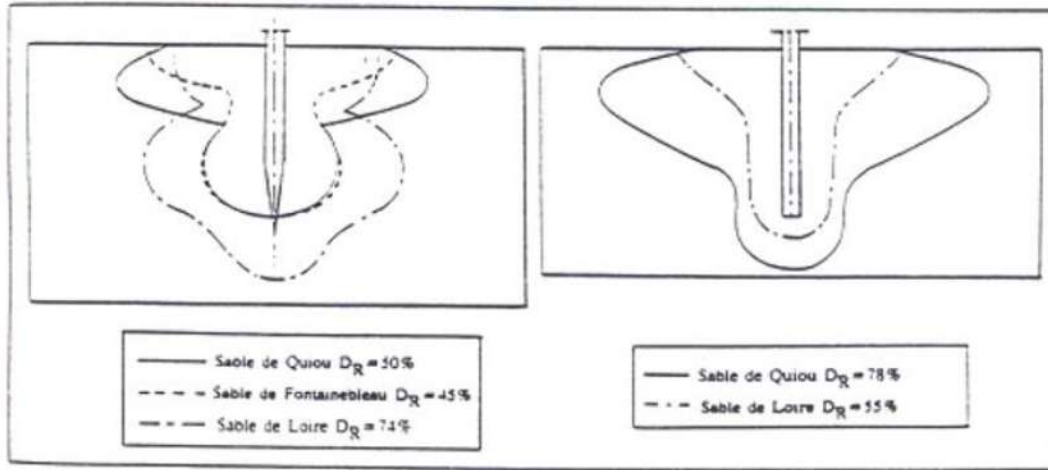 Sable de Quiou D_R = 50%
Sable de Fontainebleau D_R = 45%
Sable de Loire D_R = 74%
Sable de Quiou D_R = 78%
Sable de Loire D_R = 55%